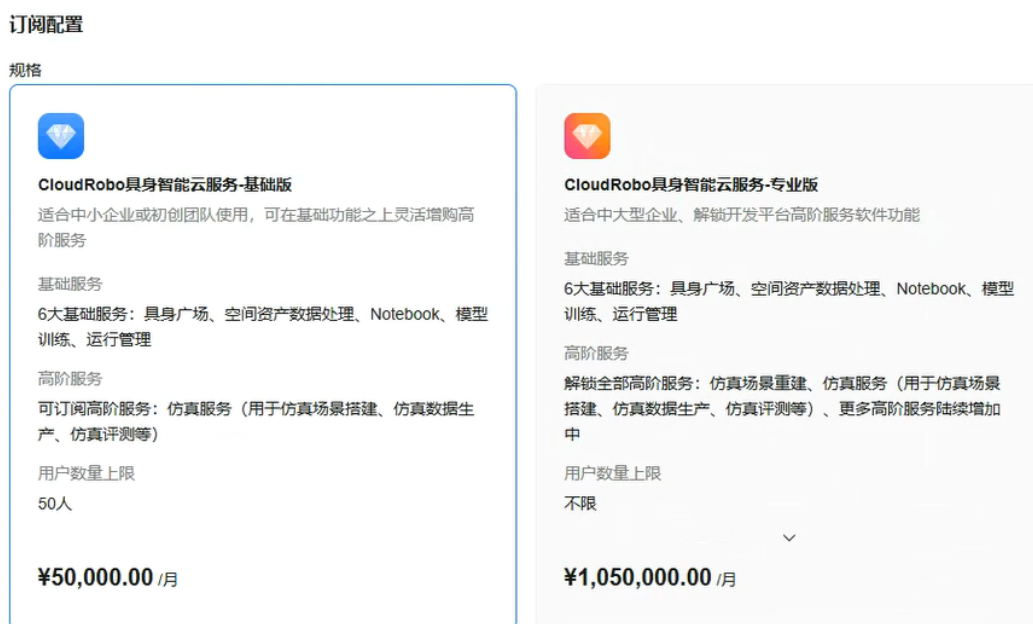 订阅配置
规格
CloudRobo具身智能云服务-基础版
适合中小企业或初创团队使用，可在基础功能之上灵活增购高
阶服务
基础服务
6大基础服务：具身广场、空间资产数据处理、Notebook、模型
训练、运行管理
高阶服务
可订阅高阶服务：仿真服务（用于仿真场景搭建、仿真数据生
产、仿真评测等）
用户数量上限
50人
¥50,000.00 /月
CloudRobo具身智能云服务-专业版
适合中大型企业、解锁开发平台高阶服务软件功能
基础服务
6大基础服务：具身广场、空间资产数据处理、Notebook、模型
训练、运行管理
高阶服务
解锁全部高阶服务：仿真场景重建、仿真服务（用于仿真场景
搭建、仿真数据生产、仿真评测等）、更多高阶服务陆续增加
中
用户数量上限
不限
¥1,050,000.00 /月